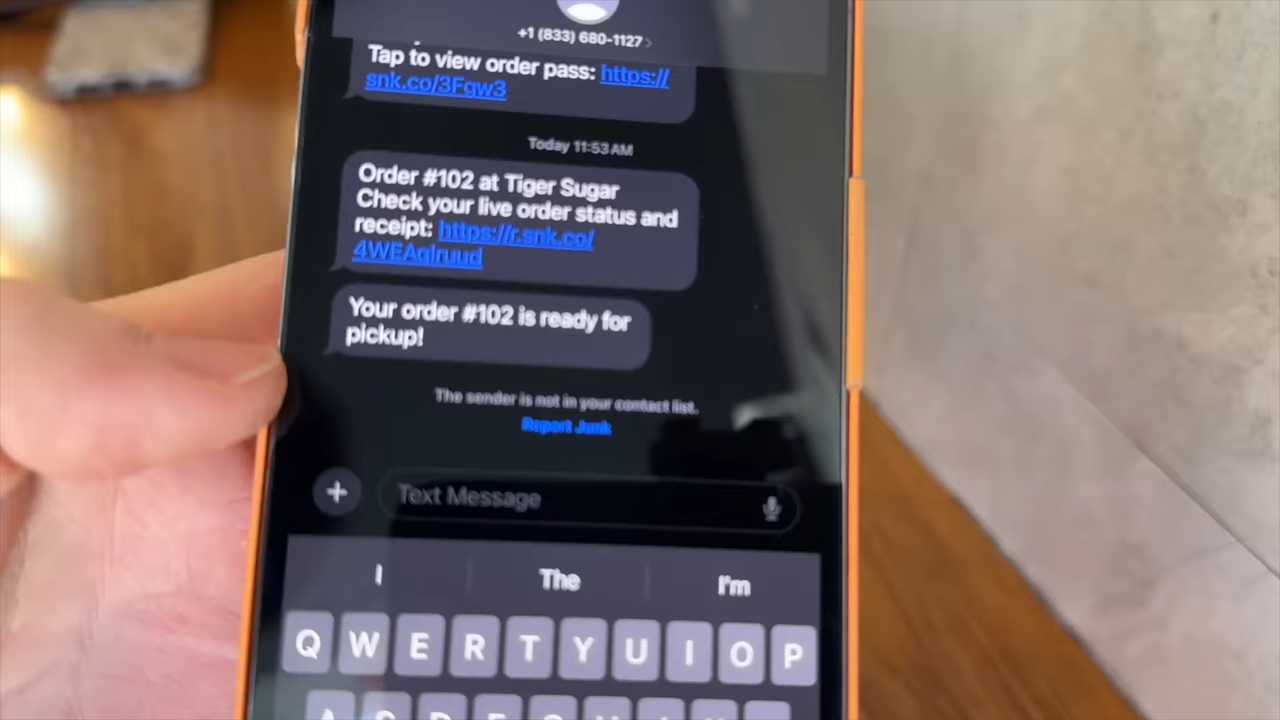 +1 (833) 680-1127
Tap to view order pass: https://
snk.co/3Fgw3
Today 11:53 AM
Order #102 at Tiger Sugar
Check your live order status and
receipt: https://r.snk.co/
Your order #102 is ready for
pickup!
The sender is not in your contact list.
Report Junk
Text Message
I The I'm
Q W E R T Y U I O P